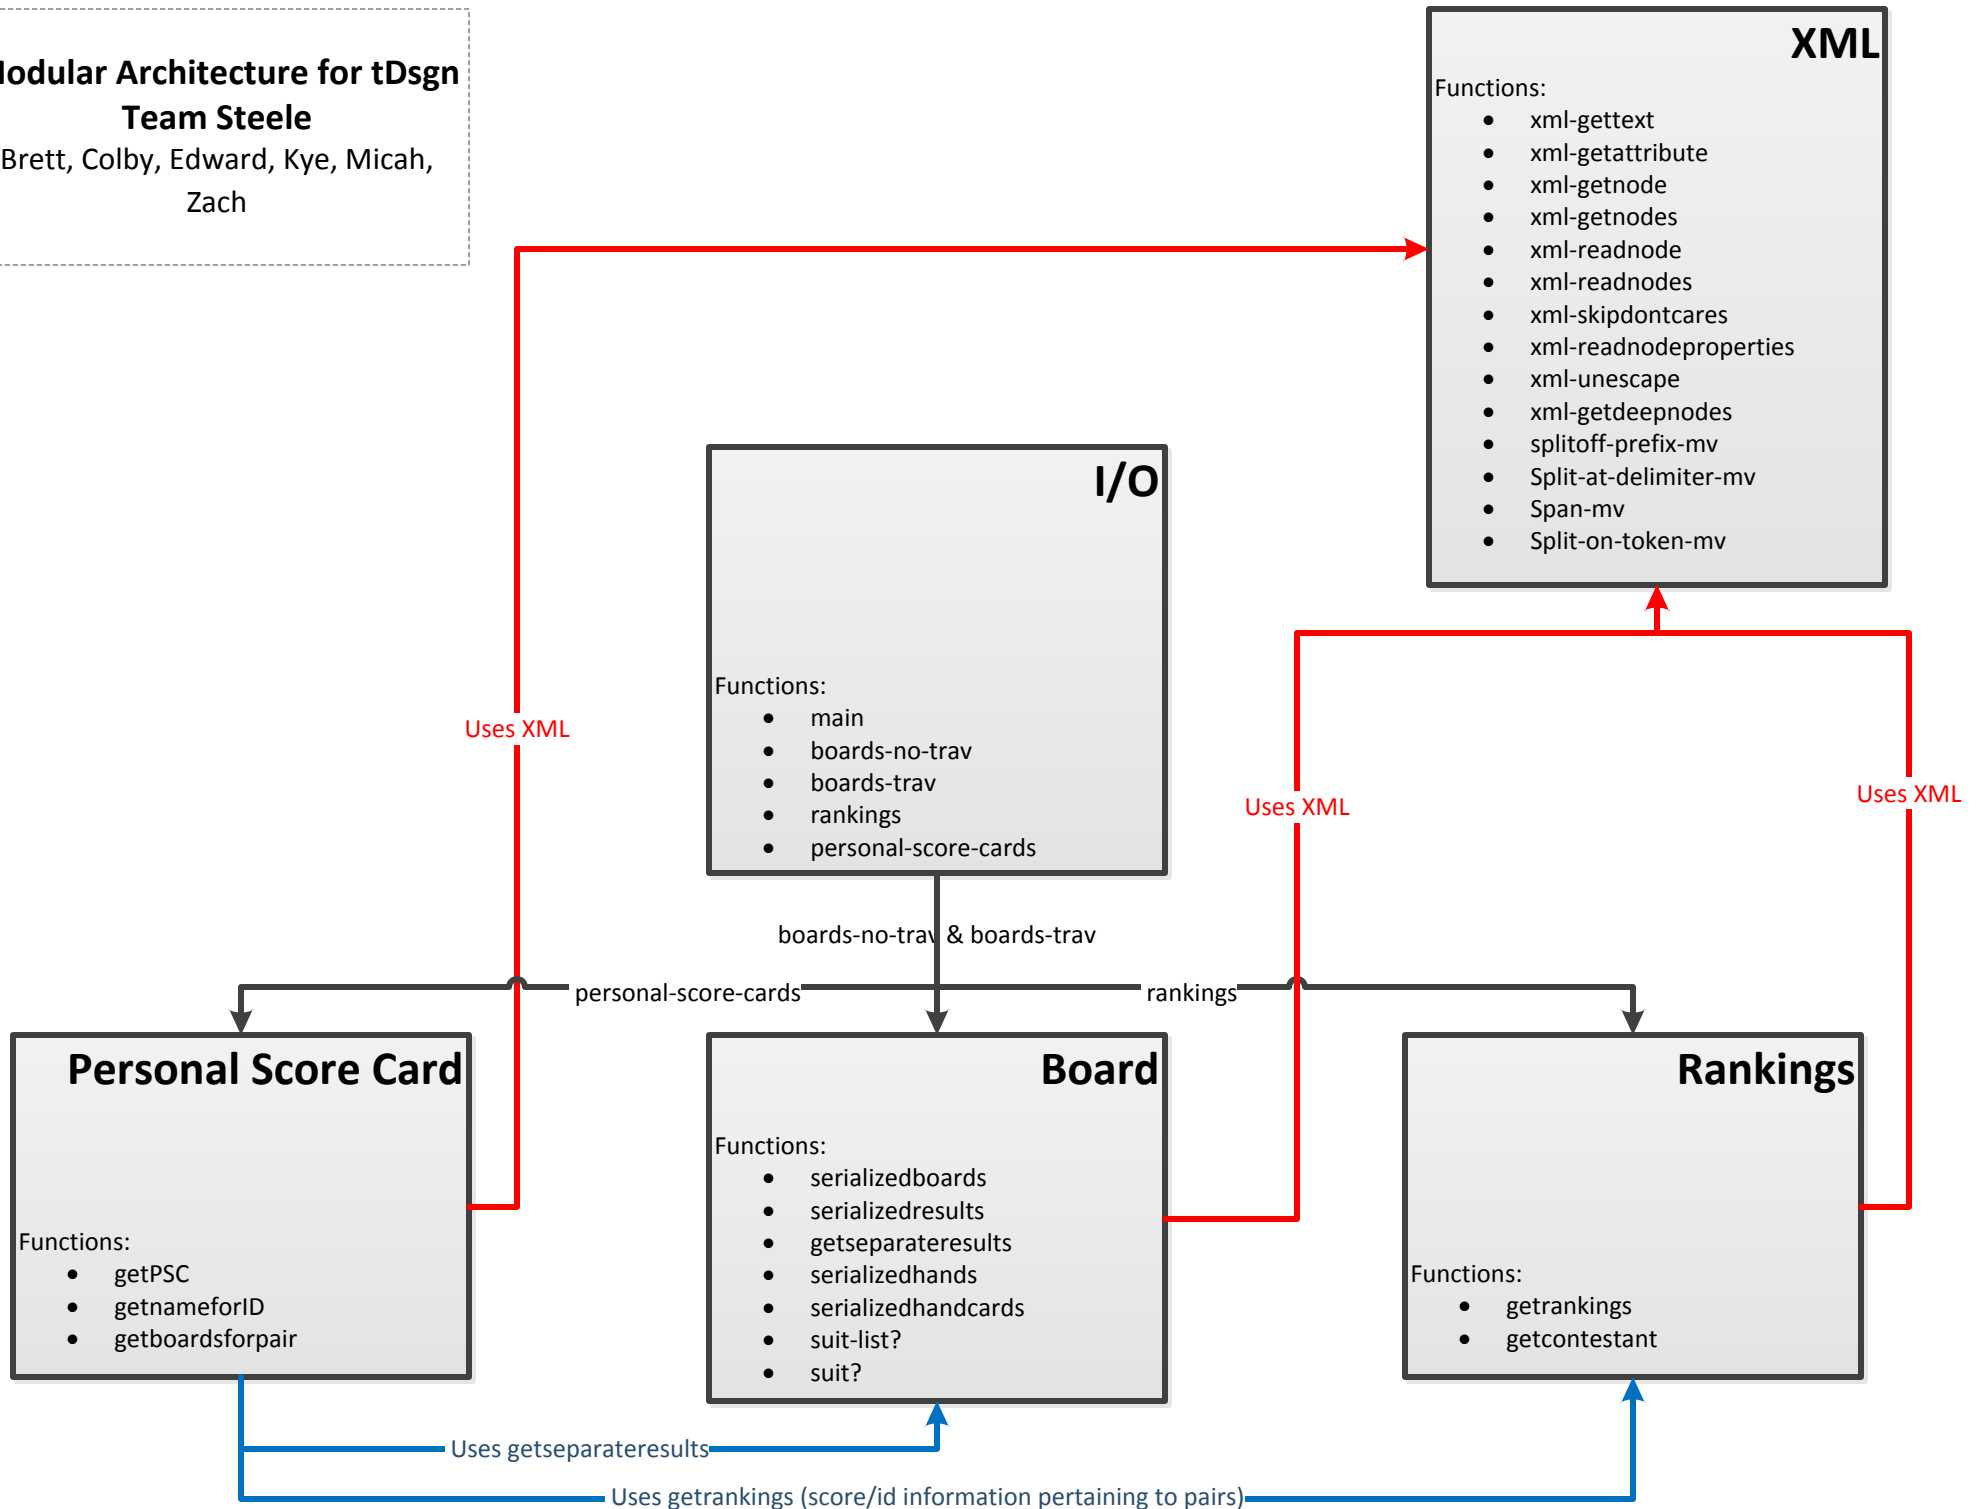 Modular Architecture for tDsgn
Team Steele
Brett, Colby, Edward, Kye, Micah,
Zach
XML
Functions:
• xml-gettext
• xml-getattribute
• xml-getnode
• xml-getnodes
• xml-readnode
• xml-readnodes
• xml-skipdontcares
• xml-readnodeproperties
• xml-unescape
• xml-getdeepnodes
• splitoff-prefix-mv
• Split-at-delimiter-mv
• Span-mv
• Split-on-token-mv
I/O
Functions:
• main
• boards-no-trav
• boards-trav
• rankings
• personal-score-cards
Uses XML
Uses XML
Uses XML
boards-no-trav & boards-trav
personal-score-cards
rankings
Personal Score Card
Functions:
• getPSC
• getnameforID
• getboardsforpair
Board
Functions:
• serializedboards
• serializedresults
• getseparateresults
• serializedhands
• serializedhandcards
• suit-list?
• suit?
Rankings
Functions:
• getrankings
• getcontestant
Uses getseparateresults
Uses getrankings (score/id information pertaining to pairs)